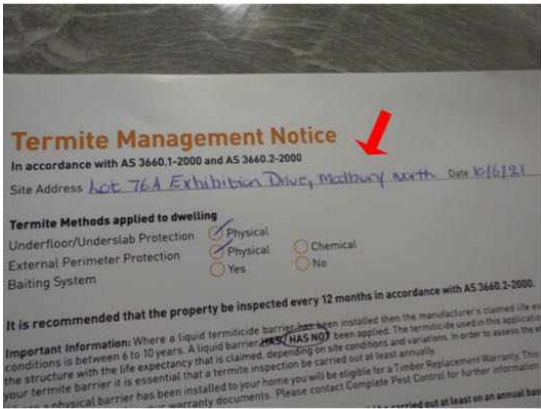 Termite Management Notice
In accordance with AS 3660.1-2000 and AS 3660.2-2000
Site Address Lot 76A Exhibition Drive, Modbury North Date 10/6/21
Termite Methods applied to dwelling
Underfloor/Underslab Protection Physical
External Perimeter Protection Physical Chemical
Baiting System Yes No
It is recommended that the property be inspected every 12 months in accordance with AS 3660.2-2000.
Important Information: Where a liquid termiticide barrier has been installed then the manufacturer's claimed life
conditions is between 6 to 10 years. A liquid barrier HAS/HAS NOT been applied. The termiticide used in this
the structure with the life expectancy that is claimed, depending on site conditions and variations. In order to assess the
your termite barrier it is essential that a termite inspection be carried out at least annually.
a physical barrier has been installed to your home you will be eligible for a Timber Replacement Warranty. This
warranty documents. Please contact Complete Pest Control for further
carried out at least on an annual